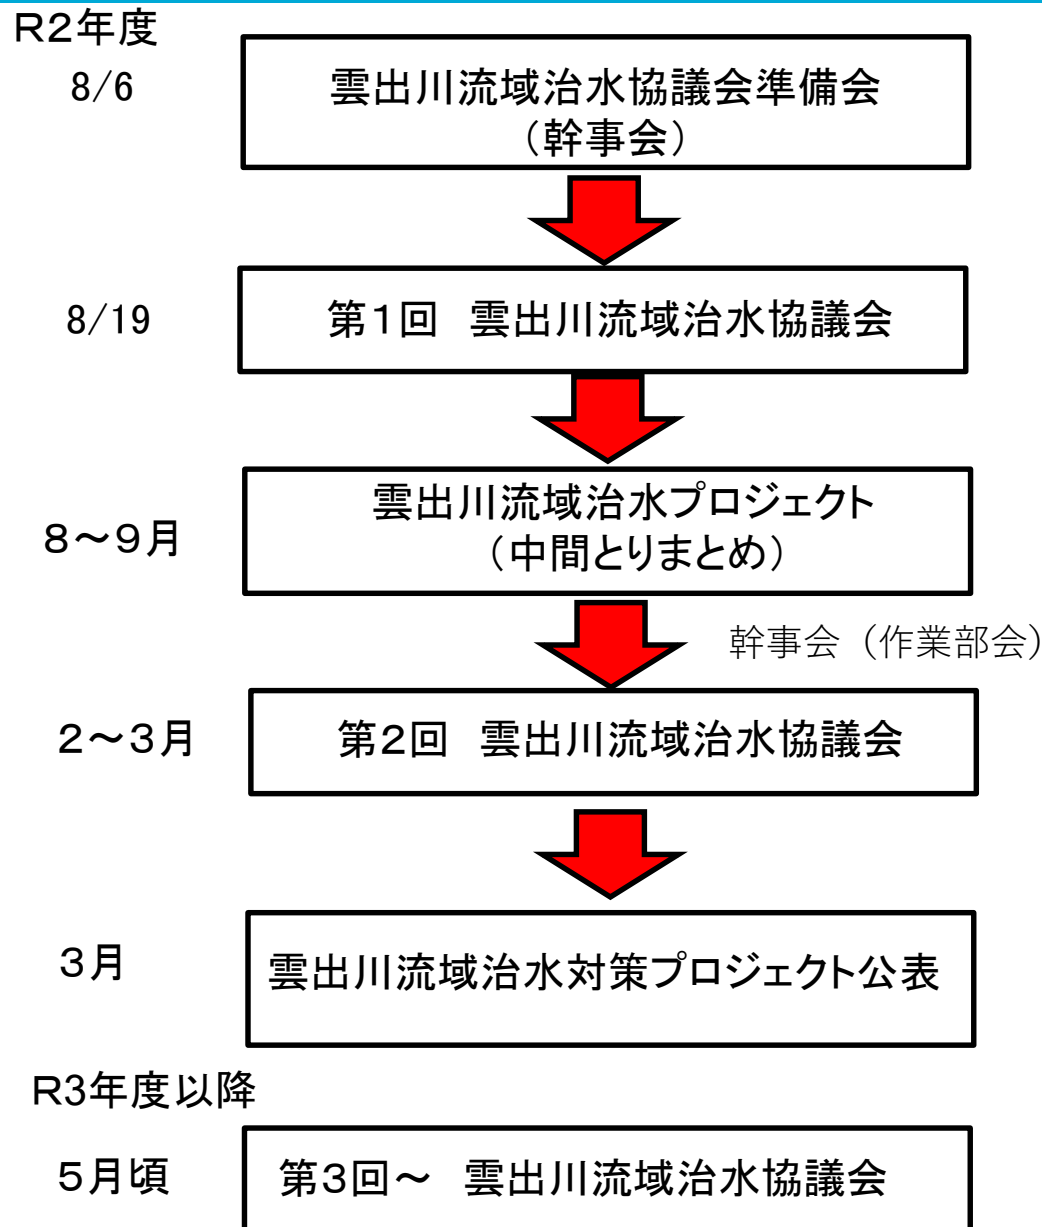 R2年度
8/6
雲出川流域治水協議会準備会
（幹事会）
8/19
第1回　雲出川流域治水協議会
8～9月
雲出川流域治水プロジェクト
（中間とりまとめ）
幹事会（作業部会）
2～3月
第2回　雲出川流域治水協議会
3月
雲出川流域治水対策プロジェクト公表
R3年度以降
5月頃
第3回～　雲出川流域治水協議会